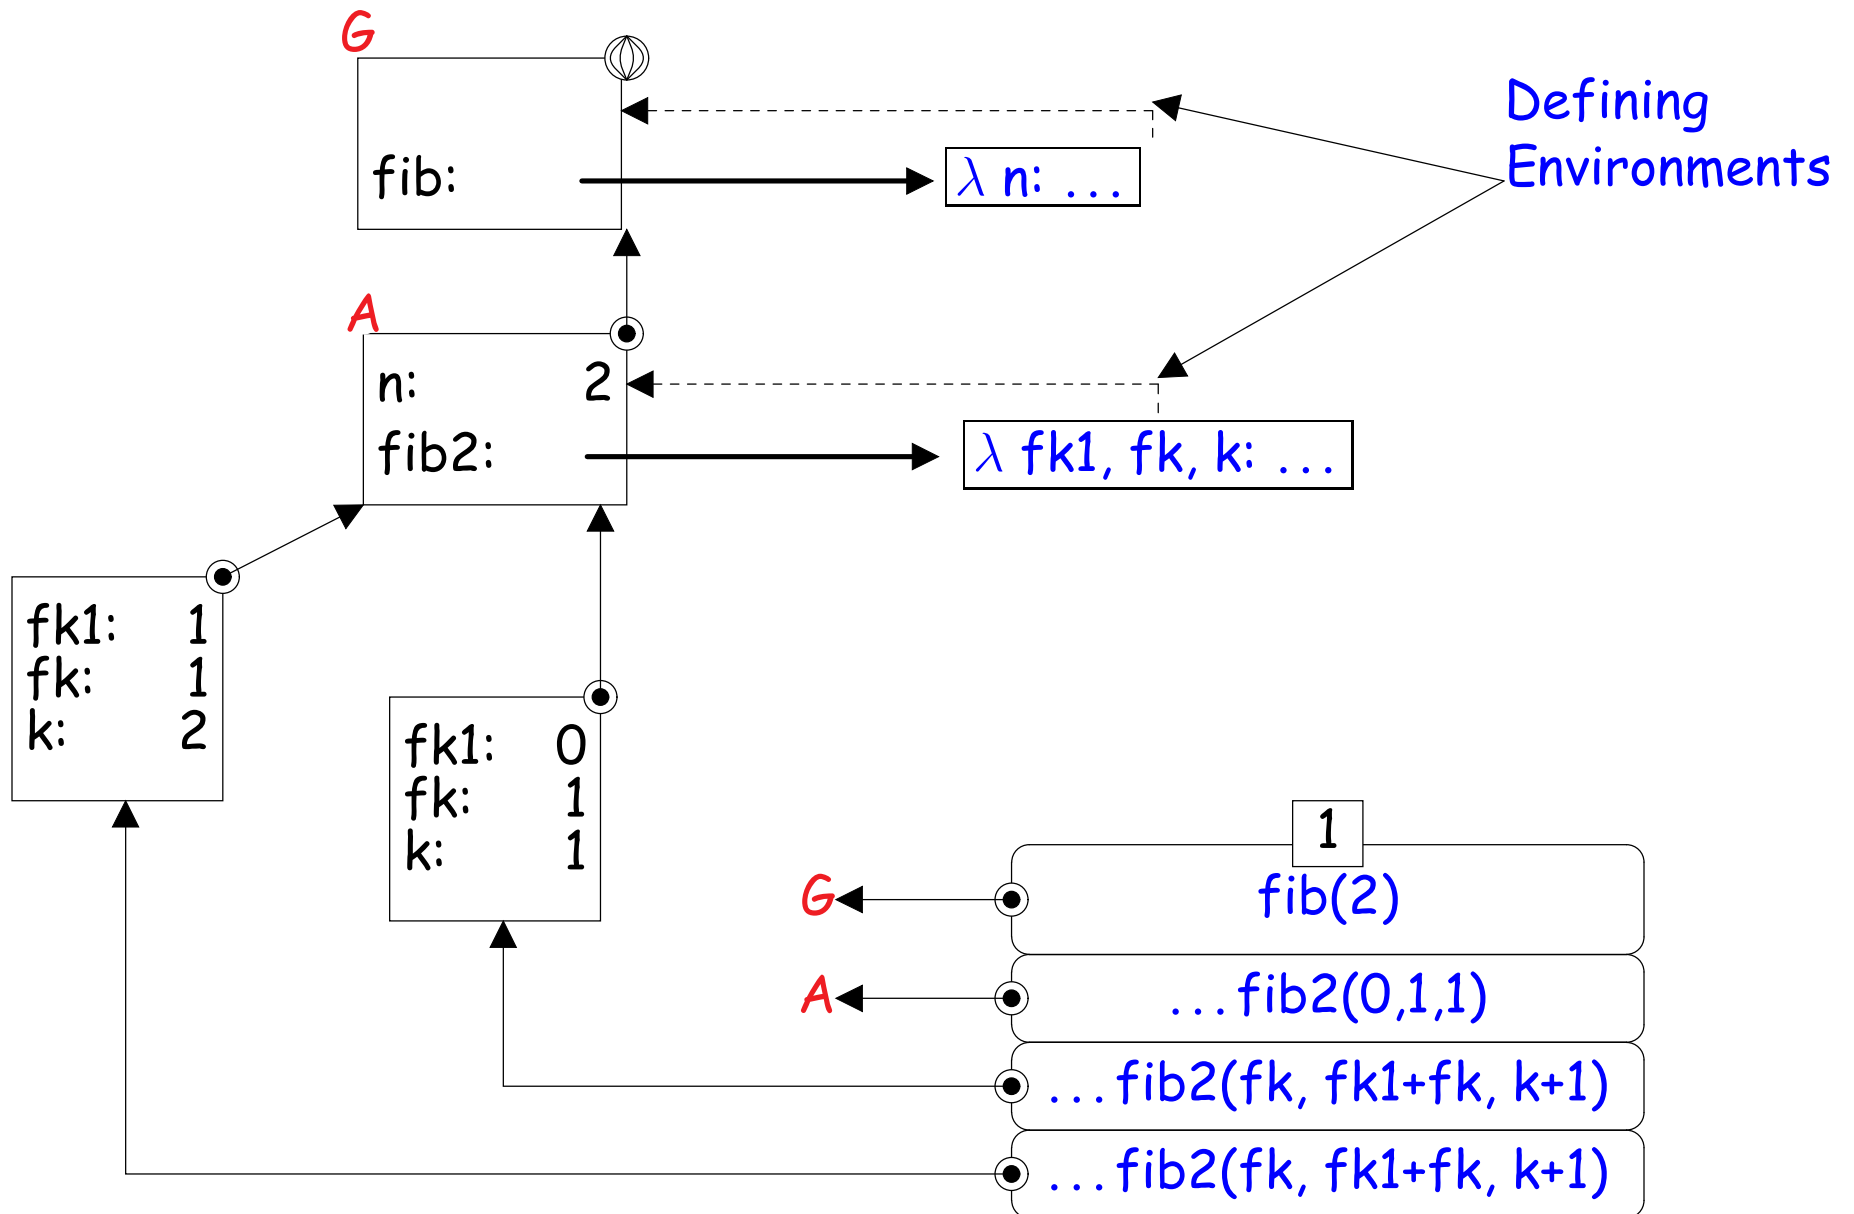 G
Defining
Environments
fib:
λ n: ...
A
n: 2
fib2:
λ fk1, fk, k: ...
fk1: 1
fk: 1
k: 2
fk1: 0
fk: 1
k: 1
1
G
fib(2)
A
...fib2(0,1,1)
...fib2(fk, fk1+fk, k+1)
...fib2(fk, fk1+fk, k+1)